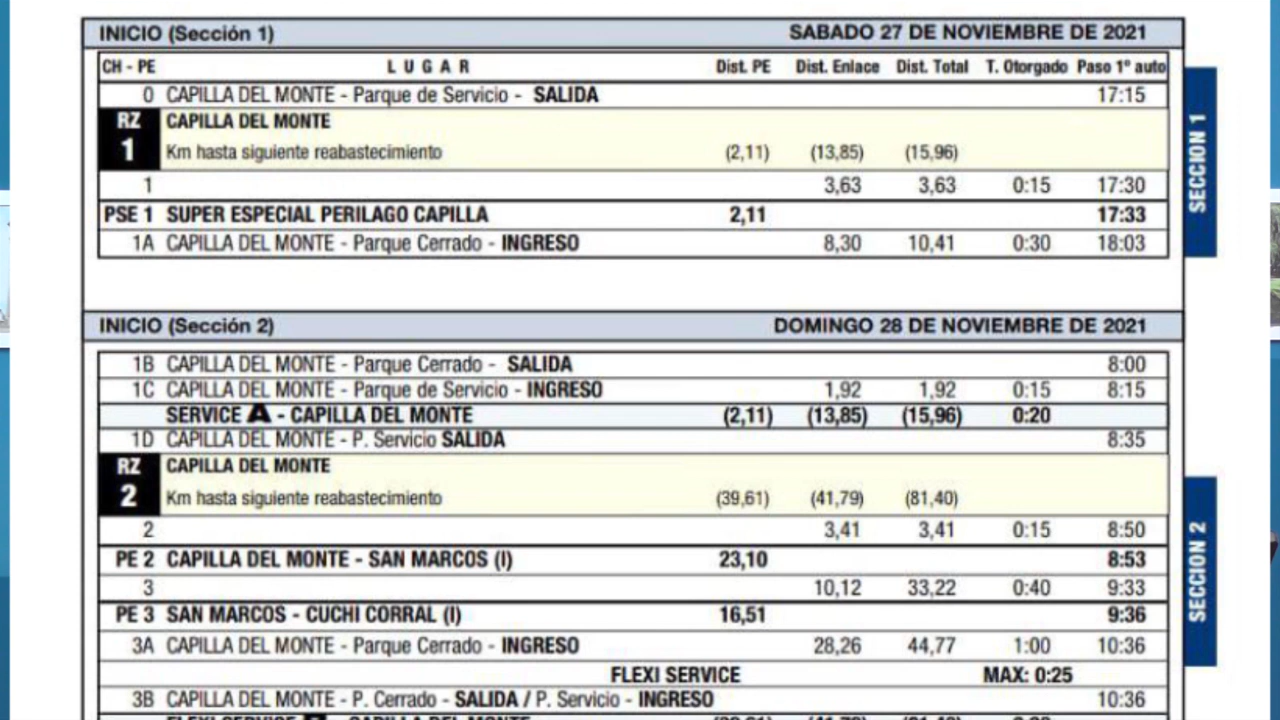 INICIO (Sección 1) SABADO 27 DE NOVIEMBRE DE 2021
CH - PE L U G A R Dist. PE Dist. Enlace Dist. Total T. Otorgado Paso 1º auto
0 CAPILLA DEL MONTE - Parque de Servicio - SALIDA 17:15
RZ CAPILLA DEL MONTE
1 Km hasta siguiente reabastecimiento (2,11) (13,85) (15,96)
1 3,63 3,63 0:15 17:30
PSE 1 SUPER ESPECIAL PERILAGO CAPILLA 2,11 17:33
1A CAPILLA DEL MONTE - Parque Cerrado - INGRESO 8,30 10,41 0:30 18:03
SECCION 1
INICIO (Sección 2) DOMINGO 28 DE NOVIEMBRE DE 2021
1B CAPILLA DEL MONTE - Parque Cerrado - SALIDA 8:00
1C CAPILLA DEL MONTE - Parque de Servicio - INGRESO 1,92 1,92 0:15 8:15
SERVICE A - CAPILLA DEL MONTE (2,11) (13,85) (15,96) 0:20
1D CAPILLA DEL MONTE - P. Servicio SALIDA 8:35
RZ CAPILLA DEL MONTE
2 Km hasta siguiente reabastecimiento (39,61) (41,79) (81,40)
2 3,41 3,41 0:15 8:50
PE 2 CAPILLA DEL MONTE - SAN MARCOS (I) 23,10 8:53
3 10,12 33,22 0:40 9:33
PE 3 SAN MARCOS - CUCHI CORRAL (I) 16,51 9:36
3A CAPILLA DEL MONTE - Parque Cerrado - INGRESO 28,26 44,77 1:00 10:36
FLEXI SERVICE MAX: 0:25
3B CAPILLA DEL MONTE - P. Cerrado - SALIDA / P. Servicio - INGRESO 10:36
SECCION 2